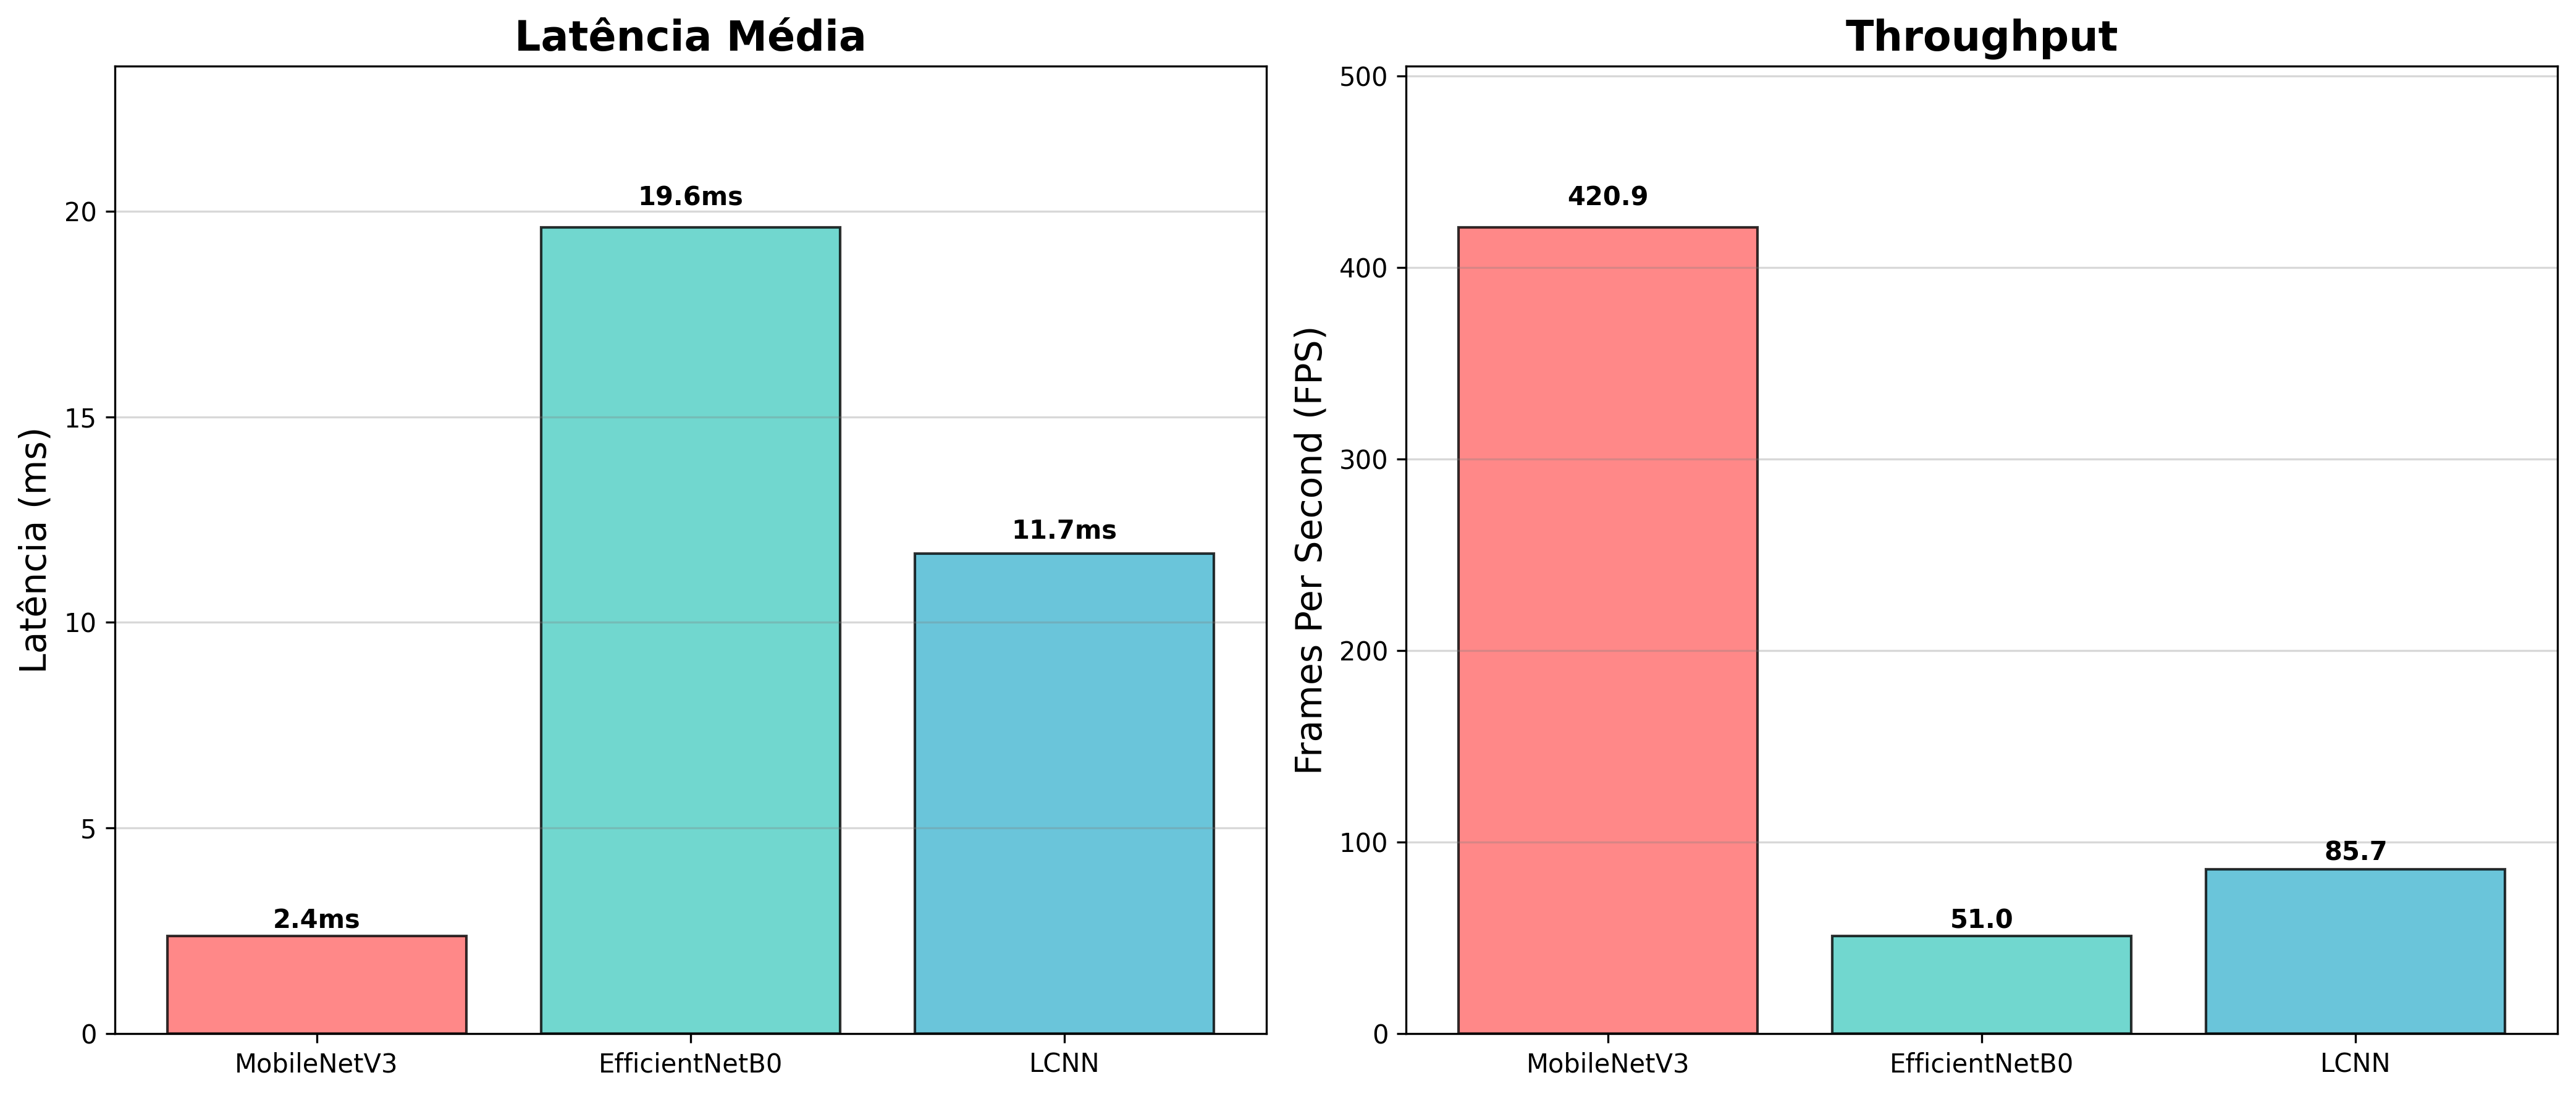 Latência Média
Latência (ms)
20
15
10
5
0
2.4ms
19.6ms
11.7ms
MobileNetV3
EfficientNetB0
LCNN
Throughput
Frames Per Second (FPS)
500
400
300
200
100
0
420.9
51.0
85.7
MobileNetV3
EfficientNetB0
LCNN